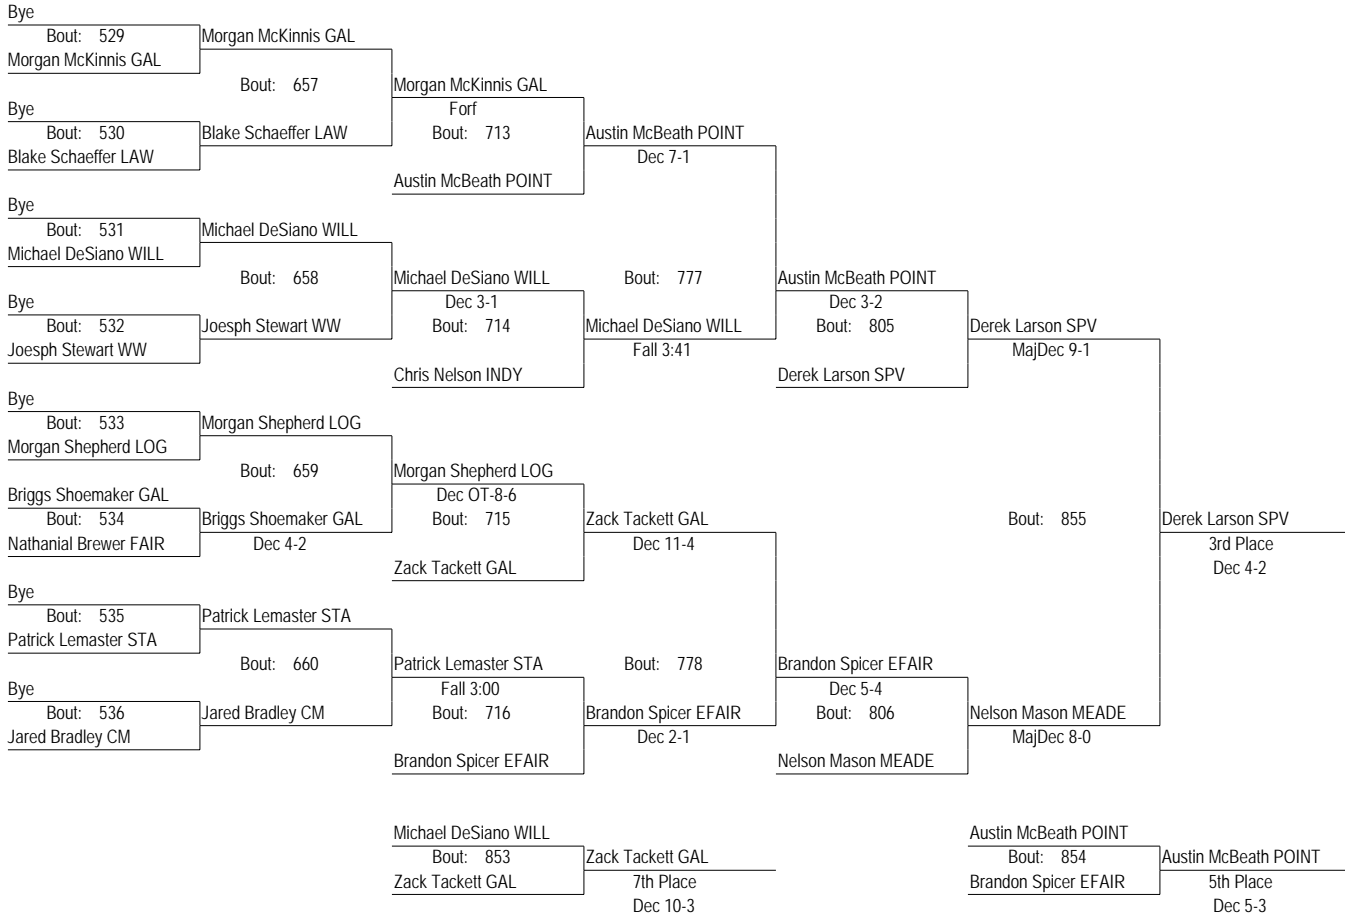 Bye
Bout: 529 Morgan McKinnis GAL
Morgan McKinnis GAL
Bout: 657 Morgan McKinnis GAL
Bye Forf
Bout: 530 Blake Schaeffer LAW Bout: 713 Austin McBeath POINT
Blake Schaeffer LAW Dec 7-1
Austin McBeath POINT
Bye
Bout: 531 Michael DeSiano WILL
Michael DeSiano WILL
Bout: 658 Michael DeSiano WILL Bout: 777 Austin McBeath POINT
Bye Dec 3-1 Dec 3-2
Bout: 532 Joesph Stewart WW Bout: 714 Michael DeSiano WILL Bout: 805 Derek Larson SPV
Joesph Stewart WW Fall 3:41 MajDec 9-1
Chris Nelson INDY Derek Larson SPV
Bye
Bout: 533 Morgan Shepherd LOG
Morgan Shepherd LOG
Bout: 659 Morgan Shepherd LOG
Briggs Shoemaker GAL Dec OT-8-6
Bout: 534 Briggs Shoemaker GAL Bout: 715 Zack Tackett GAL Bout: 855 Derek Larson SPV
Nathanial Brewer FAIR Dec 4-2 Dec 11-4 3rd Place
Zack Tackett GAL Dec 4-2
Bye
Bout: 535 Patrick Lemaster STA
Patrick Lemaster STA
Bout: 660 Patrick Lemaster STA Bout: 778 Brandon Spicer EFAIR
Bye Fall 3:00 Dec 5-4
Bout: 536 Jared Bradley CM Bout: 716 Brandon Spicer EFAIR Bout: 806 Nelson Mason MEADE
Jared Bradley CM Dec 2-1 MajDec 8-0
Brandon Spicer EFAIR Nelson Mason MEADE
Michael DeSiano WILL Austin McBeath POINT
Bout: 853 Zack Tackett GAL Bout: 854 Austin McBeath POINT
Zack Tackett GAL 7th Place Brandon Spicer EFAIR 5th Place
Dec 10-3 Dec 5-3